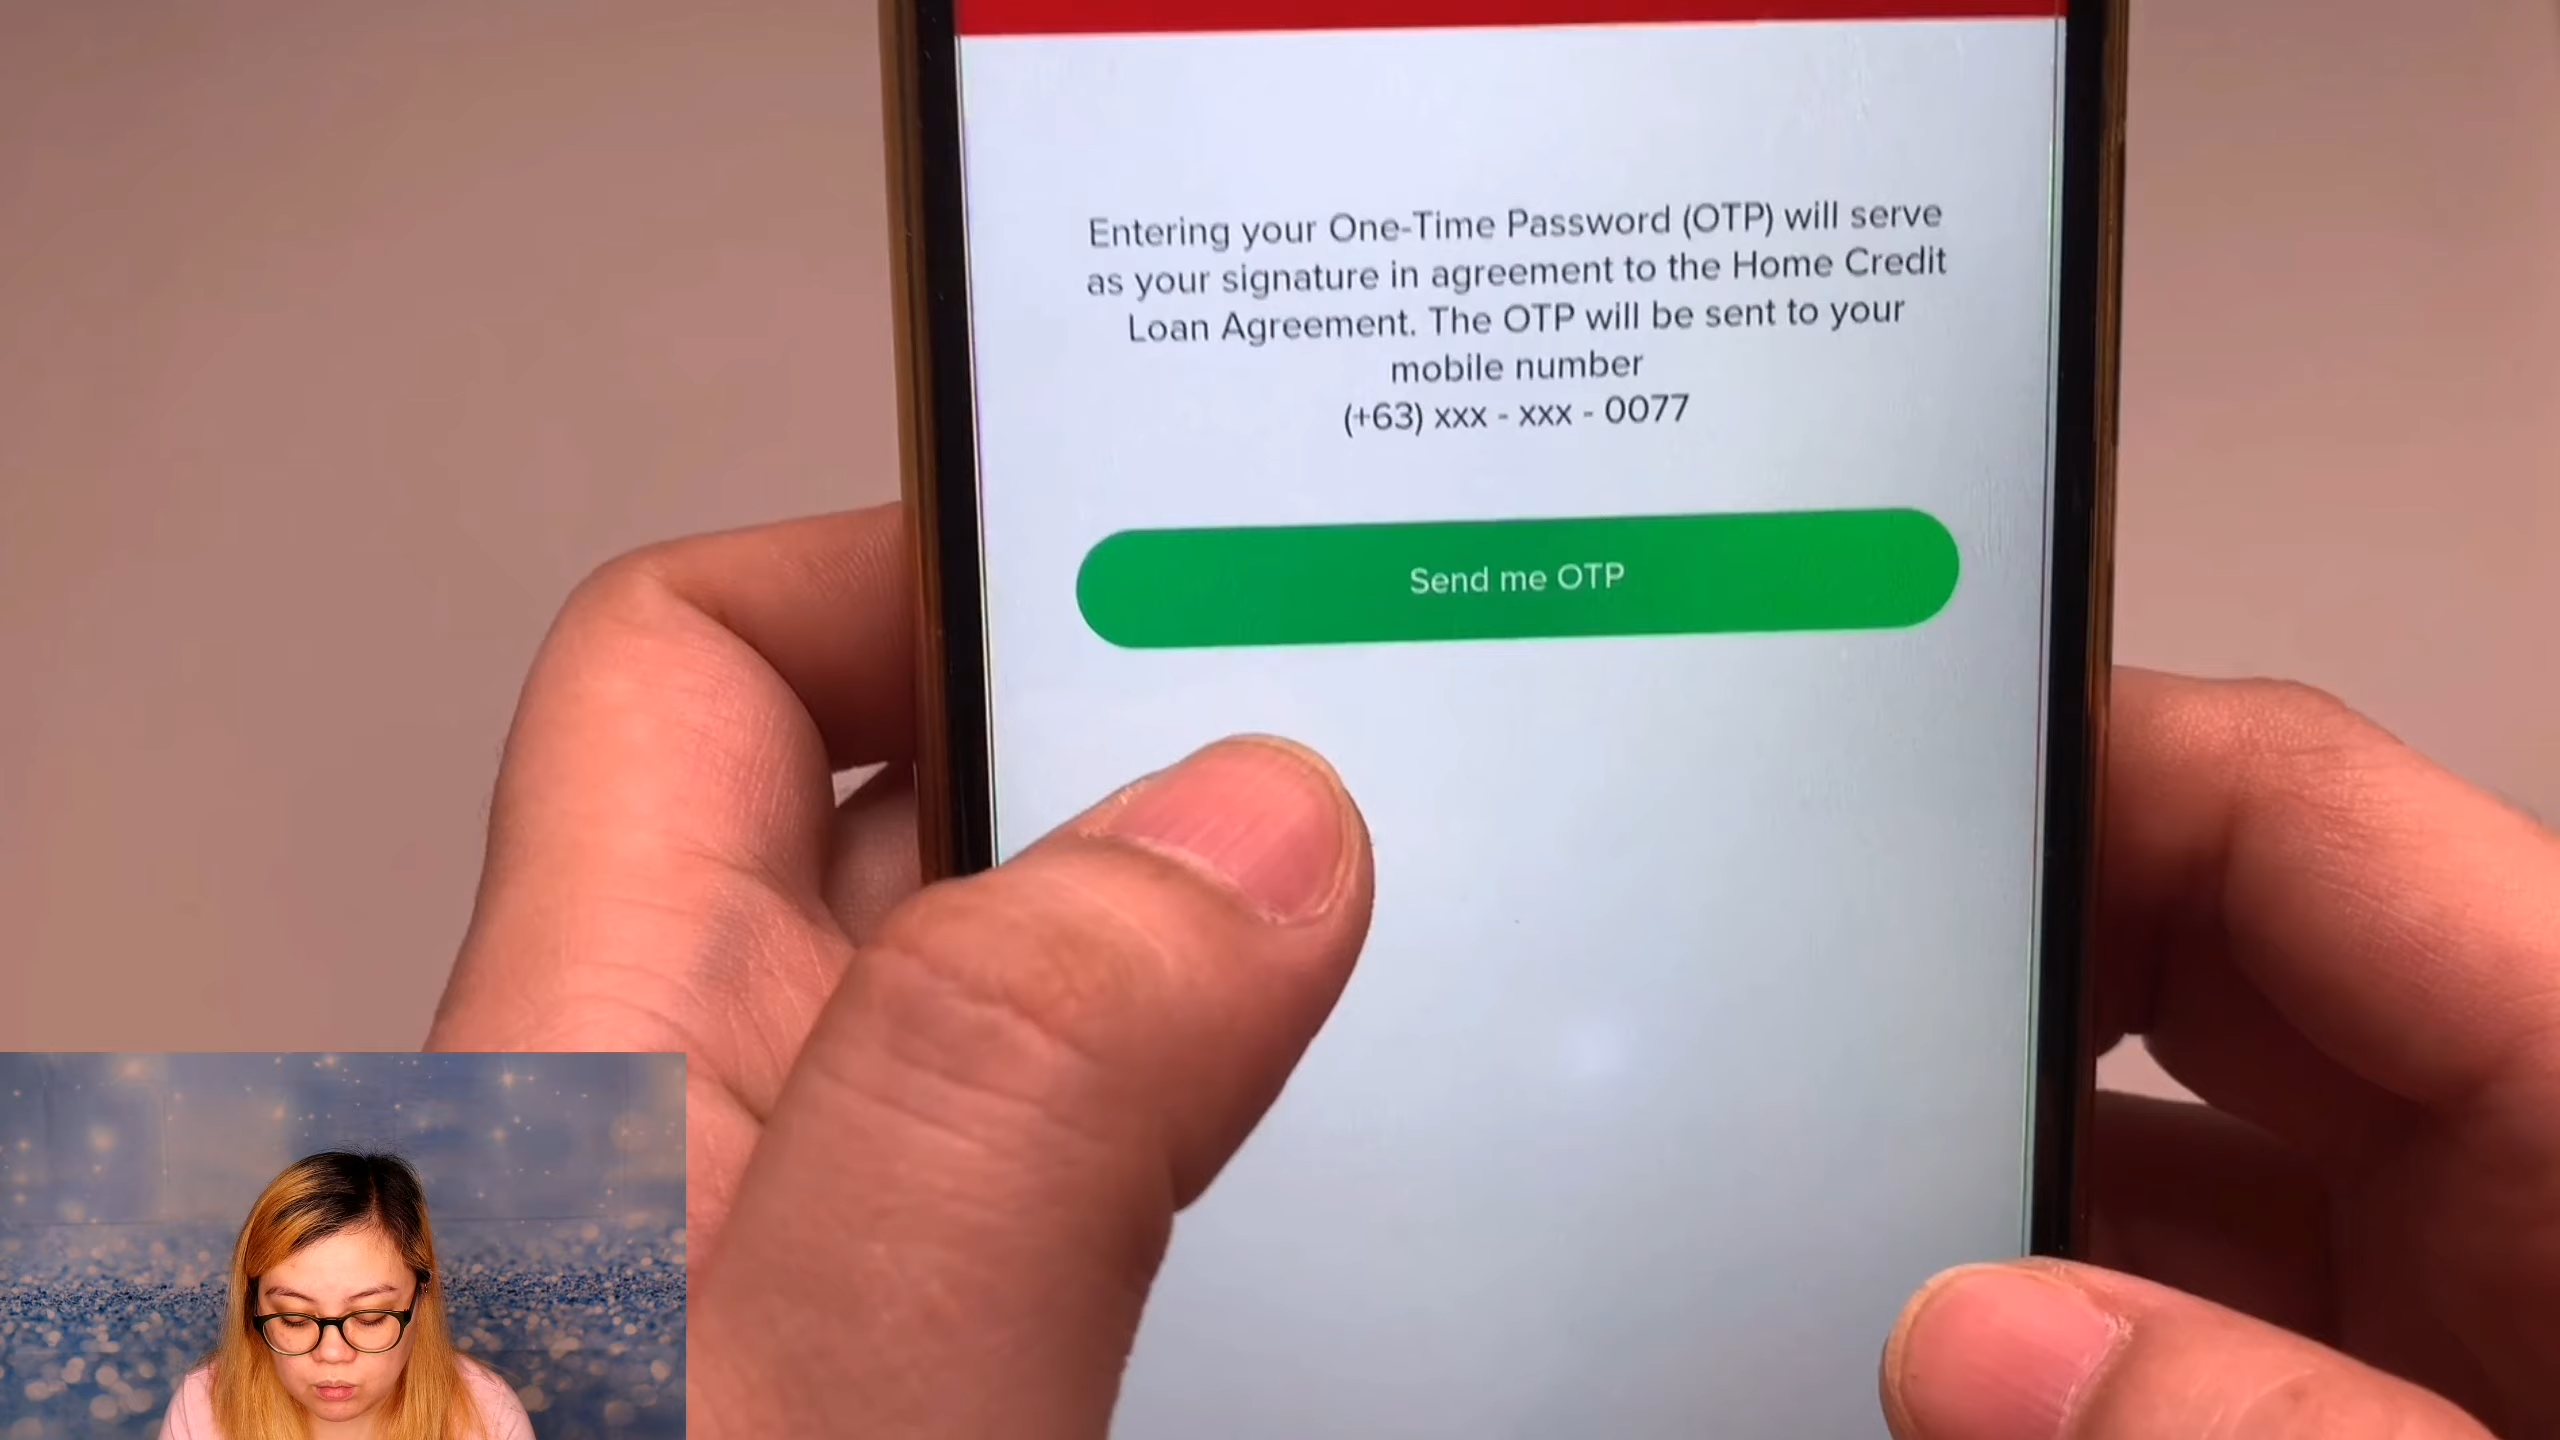 Entering your One-Time Password (OTP) will serve
as your signature in agreement to the Home Credit
Loan Agreement. The OTP will be sent to your
mobile number
(+63) xxx - xxx - 0077
Send me OTP